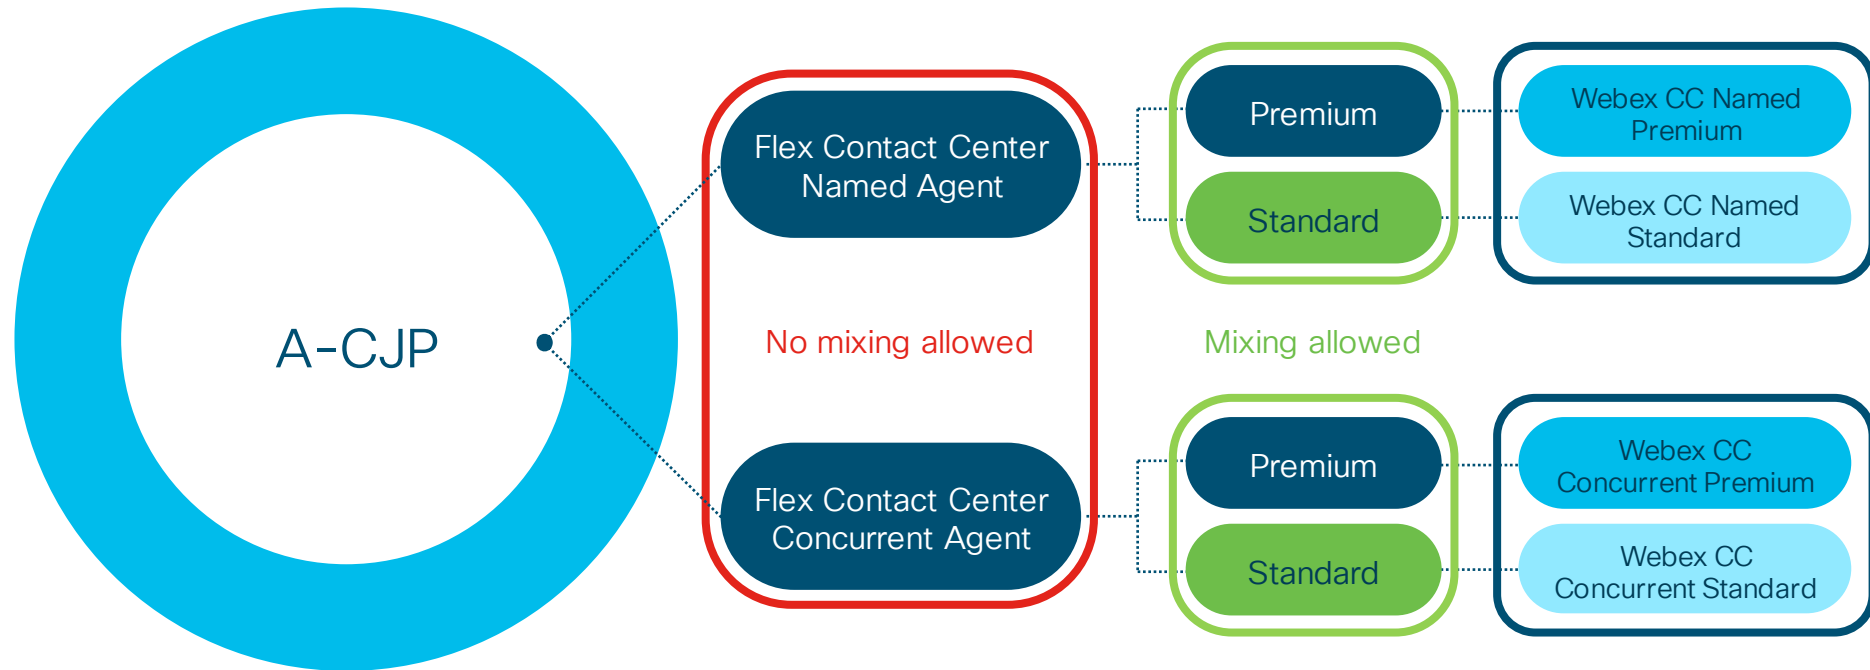 A-CJP
Flex Contact Center
Named Agent
No mixing allowed
Flex Contact Center
Concurrent Agent
Premium
Standard
Mixing allowed
Premium
Standard
Webex CC Named
Premium
Webex CC Named
Standard
Webex CC
Concurrent Premium
Webex CC
Concurrent Standard